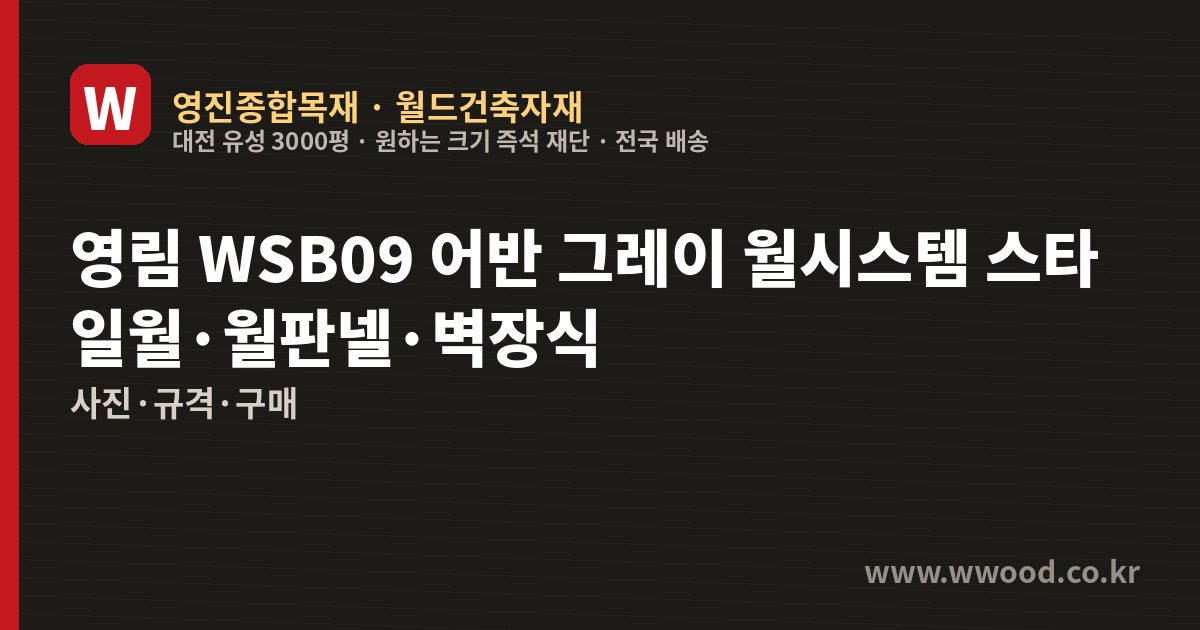 W
영진종합목재 · 월드건축자재
대전 유성 3000평 · 원하는 크기 즉석 재단 · 전국 배송
영림 WSB09 어반 그레이 월시스템 스타
일월·월판넬·벽장식
사진·규격·구매
www.wwood.co.kr